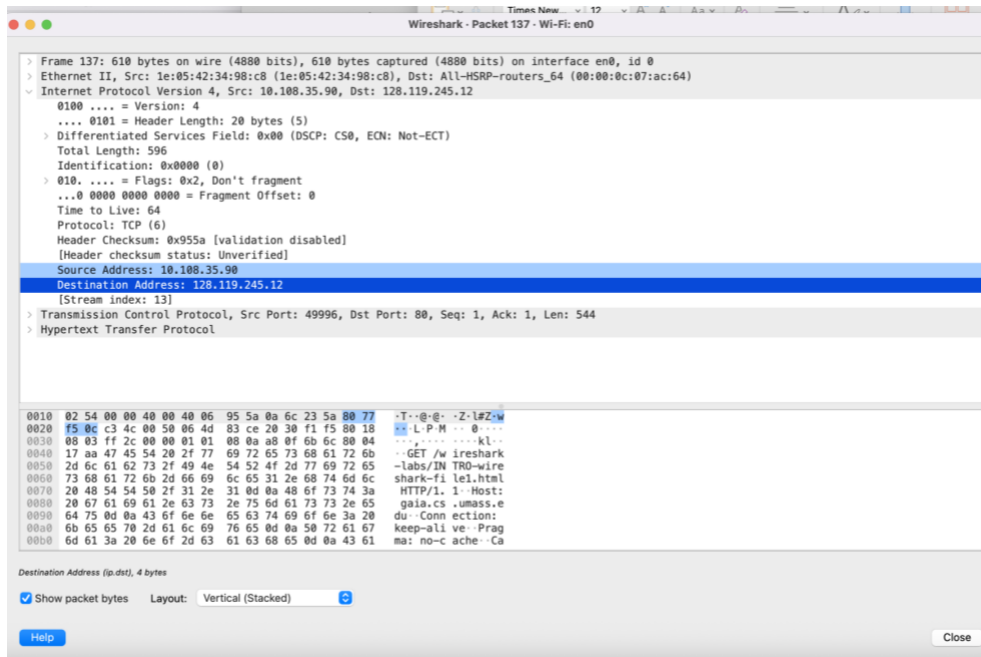 Times New... 12 A A Aa
Wireshark · Packet 137 · Wi-Fi: en0
Frame 137: 610 bytes on wire (4880 bits), 610 bytes captured (4880 bits) on interface en0, id 0
Ethernet II, Src: 1e:05:42:34:98:c8 (1e:05:42:34:98:c8), Dst: All-HSRP-routers_64 (00:00:0c:07:ac:64)
Internet Protocol Version 4, Src: 10.108.35.90, Dst: 128.119.245.12
0100 .... = Version: 4
.... 0101 = Header Length: 20 bytes (5)
Differentiated Services Field: 0x00 (DSCP: CS0, ECN: Not-ECT)
Total Length: 596
Identification: 0x0000 (0)
010. .... = Flags: 0x2, Don't fragment
...0 0000 0000 0000 = Fragment Offset: 0
Time to Live: 64
Protocol: TCP (6)
Header Checksum: 0x955a [validation disabled]
[Header checksum status: Unverified]
Source Address: 10.108.35.90
Destination Address: 128.119.245.12
[Stream index: 13]
Transmission Control Protocol, Src Port: 49996, Dst Port: 80, Seq: 1, Ack: 1, Len: 544
Hypertext Transfer Protocol
0010 02 54 00 00 40 00 40 06 95 5a 0a 6c 23 5a 80 77 ·T··@·@· ·Z·l#Z·w
0020 f5 0c c3 4c 00 50 06 4d 83 ce 20 30 f1 f5 80 18 ···L·P·M ·· 0····
0030 08 03 ff 2c 00 00 01 01 08 0a a8 0f 6b 6c 80 04 ···,···· ····kl··
0040 17 aa 47 45 54 20 2f 77 69 72 65 73 68 61 72 6b ··GET /w ireshark
0050 2d 6c 61 62 73 2f 49 4e 54 52 4f 2d 77 69 72 65 -labs/IN TRO-wire
0060 73 68 61 72 6b 2d 66 69 6c 65 31 2e 68 74 6d 6c shark-fi le1.html
0070 20 48 54 54 50 2f 31 2e 31 0d 0a 48 6f 73 74 3a HTTP/1. 1··Host:
0080 20 67 61 69 61 2e 63 73 2e 75 6d 61 73 73 2e 65 gaia.cs .umass.e
0090 64 75 0d 0a 43 6f 6e 6e 65 63 74 69 6f 6e 3a 20 du··Conn ection:
00a0 6b 65 65 70 2d 61 6c 69 76 65 0d 0a 50 72 61 67 keep-ali ve··Prag
00b0 6d 61 3a 20 6e 6f 2d 63 61 63 68 65 0d 0a 43 61 ma: no-c ache··Ca
Destination Address (ip.dst), 4 bytes
Show packet bytes Layout: Vertical (Stacked)
Help Close